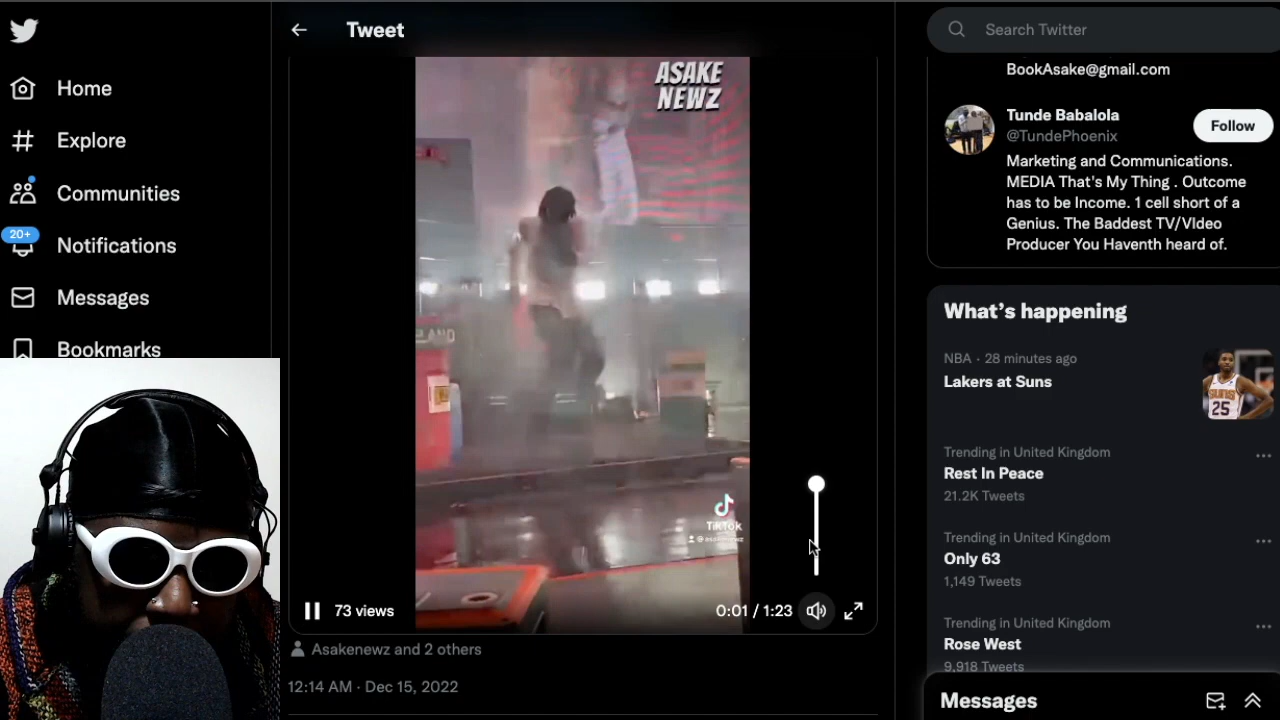 Tweet
Search Twitter
Home
Explore
Communities
20+
Notifications
Messages
Bookmarks
ASAKE
NEWZ
TikTok
73 views
0:01 / 1:23
Asakenewz and 2 others
12:14 AM · Dec 15, 2022
BookAsake@gmail.com
Tunde Babalola
@TundePhoenix
Follow
Marketing and Communications.
MEDIA That's My Thing . Outcome
has to be Income. 1 cell short of a
Genius. The Baddest TV/VIdeo
Producer You Haventh heard of.
What's happening
NBA · 28 minutes ago
Lakers at Suns
SUNS
25
Trending in United Kingdom
Rest In Peace
21.2K Tweets
Trending in United Kingdom
Only 63
1,149 Tweets
Trending in United Kingdom
Rose West
9,918 Tweets
Messages